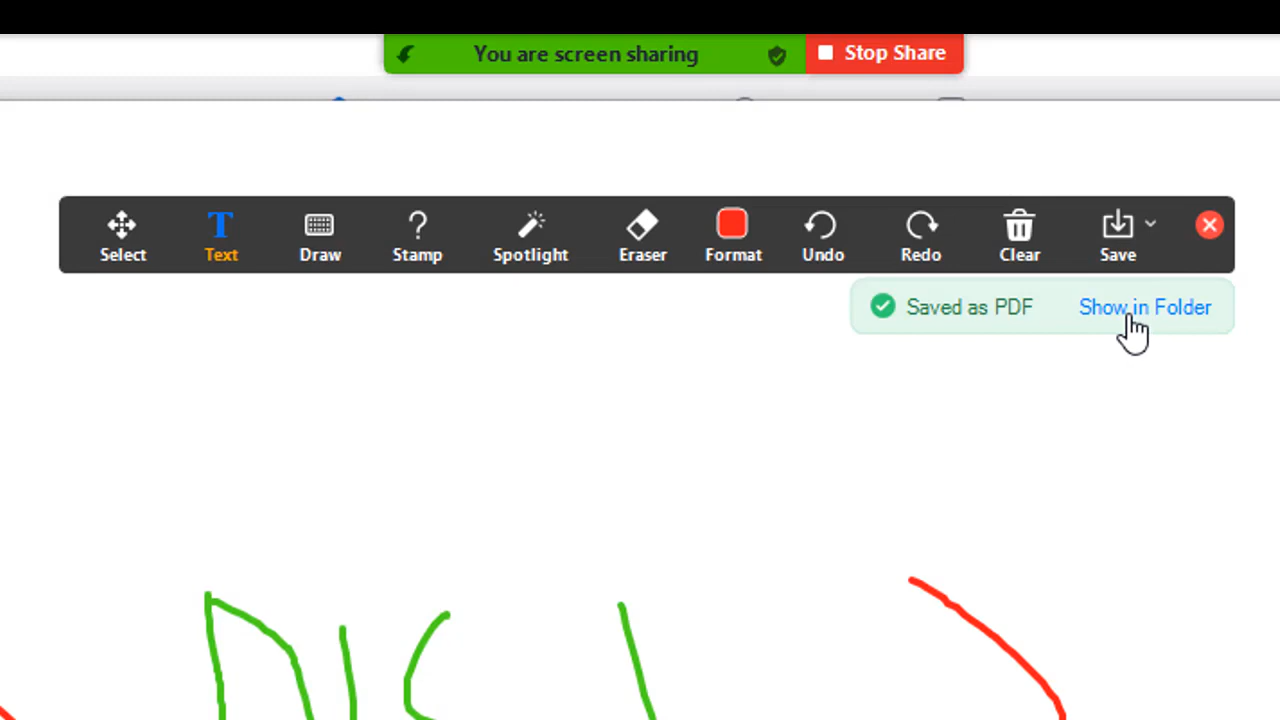 You are screen sharing Stop Share
Select Text Draw Stamp Spotlight Eraser Format Undo Redo Clear Save
Saved as PDF Show in Folder